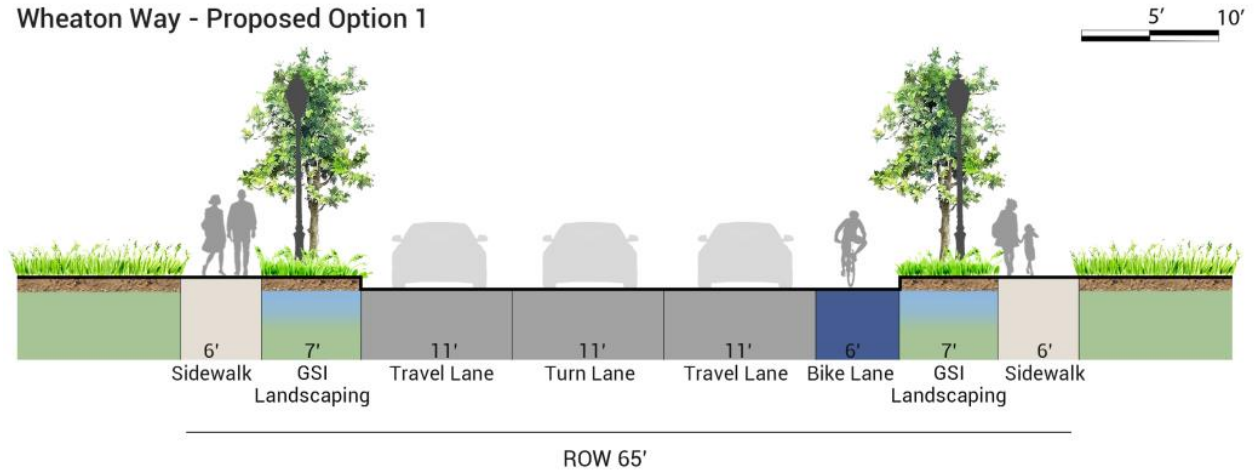 Wheaton Way - Proposed Option 1
5' 10'
6' 7' 11' 11' 11' 6' 7' 6'
Sidewalk GSI Travel Lane Turn Lane Travel Lane Bike Lane GSI Sidewalk
Landscaping Landscaping
ROW 65'